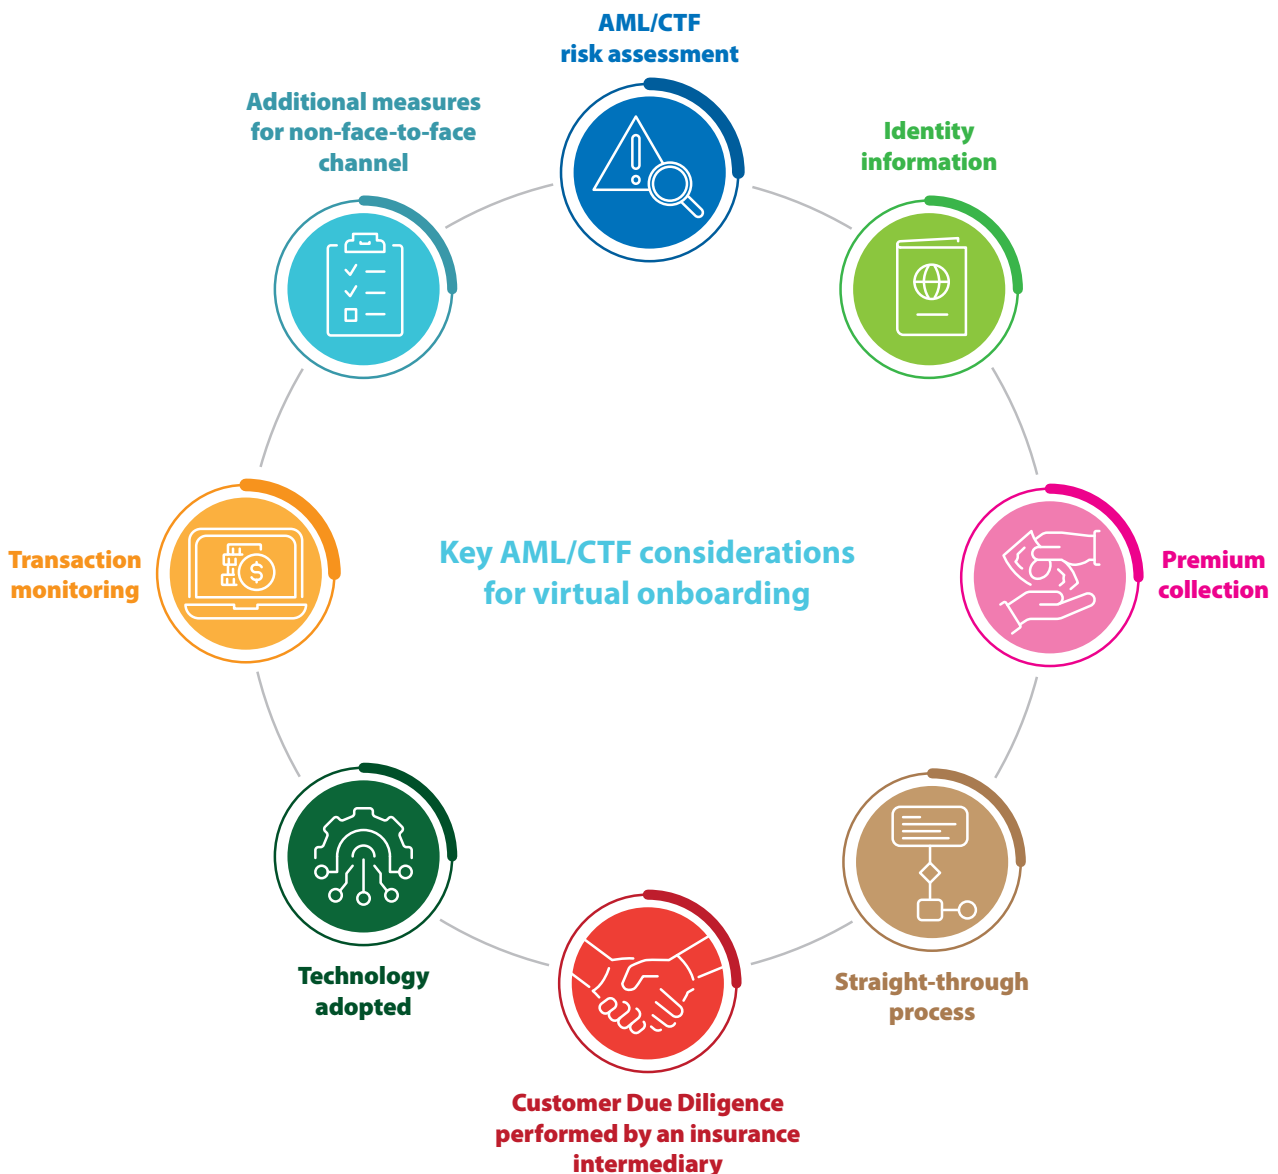 AML/CTF
risk assessment
Identity
information
Premium
collection
Straight-through
process
Customer Due Diligence
performed by an insurance
intermediary
Technology
adopted
Transaction
monitoring
Additional measures
for non-face-to-face
channel
Key AML/CTF considerations
for virtual onboarding
$